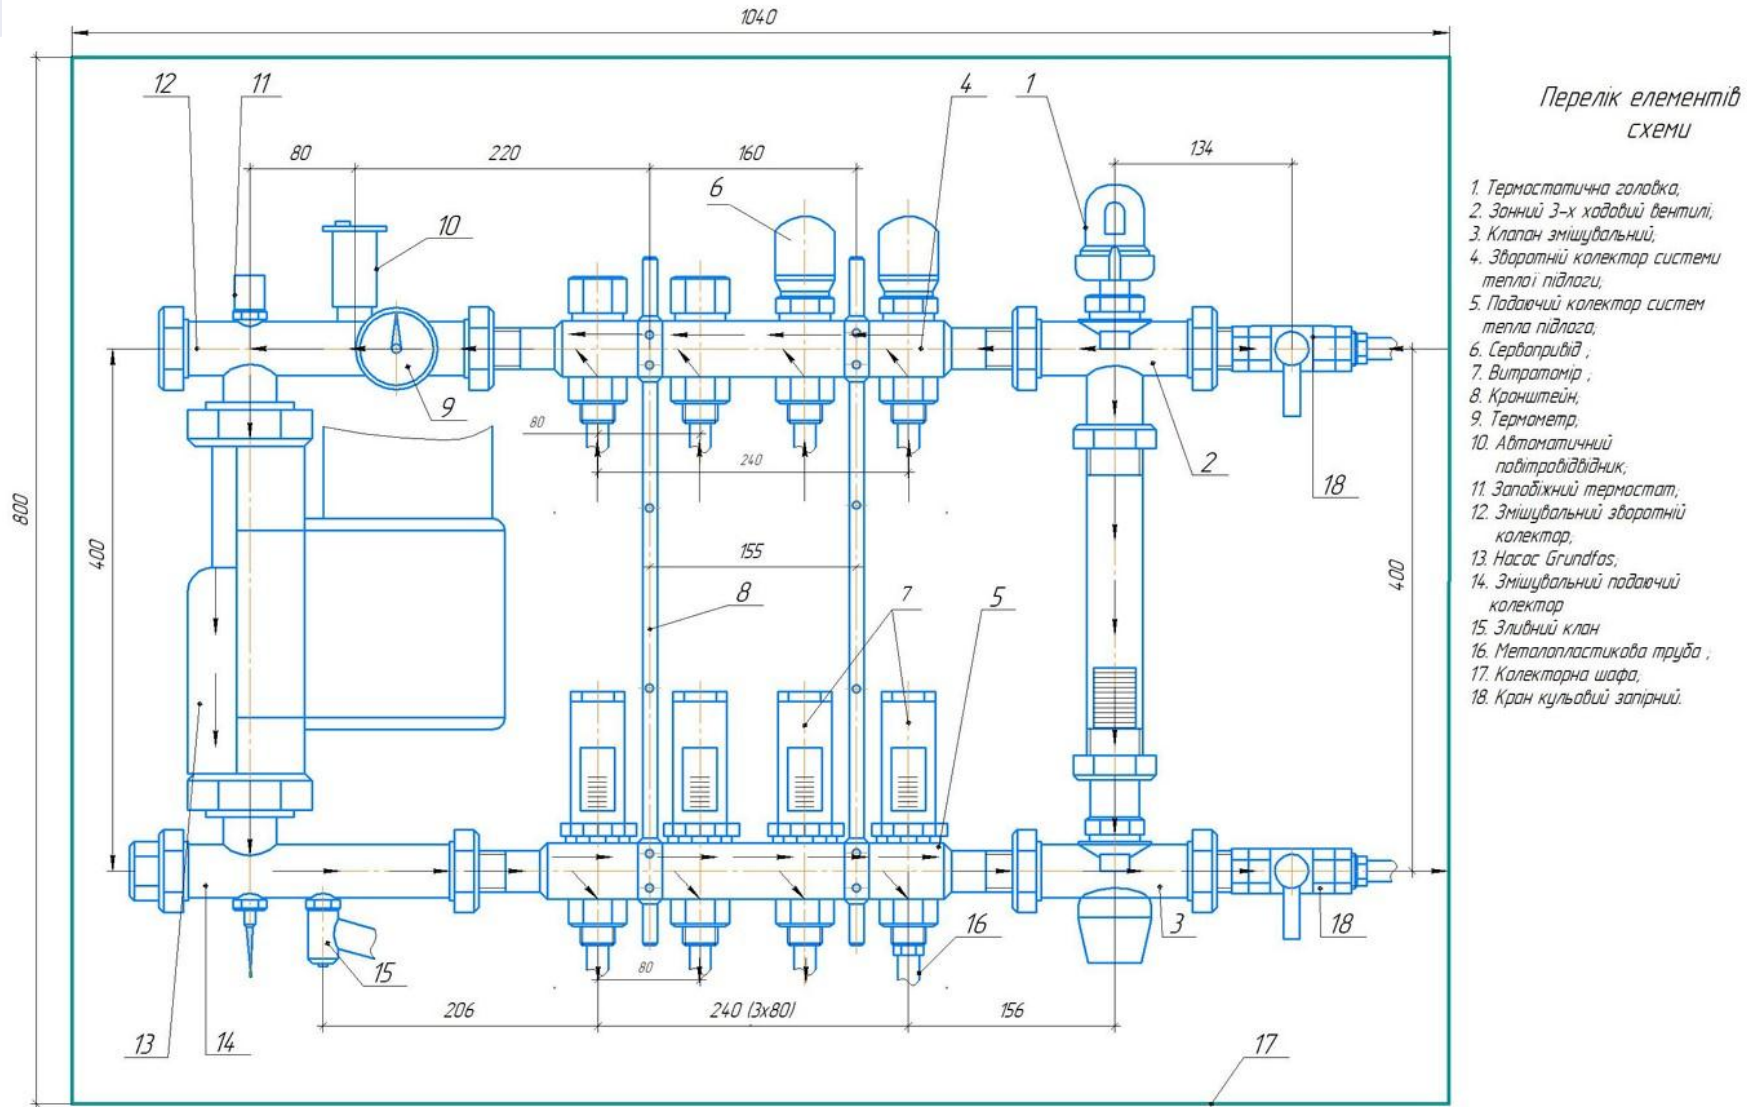 1040
12
11
4
1
80
220
160
134
6
10
9
80
240
2
18
800
400
155
8
7
5
400
16
3
18
15
80
206
240 (3x80)
156
13
14
17
Перелік елементів
схеми
1. Термостатична головка;
2. Зонний 3-х ходовий вентилі;
3. Клапан змішувальний;
4. Зворотній колектор системи
теплої підлоги;
5. Подаючий колектор систем
тепла підлога;
6. Сервопривід ;
7. Витратомір ;
8. Кронштейн;
9. Термометр;
10. Автоматичний
повітровідвідник;
11. Запобіжний термостат;
12. Змішувальний зворотній
колектор;
13. Насос Grundfos;
14. Змішувальний подаючий
колектор
15. Зливний клан
16. Металопластикова труба ;
17. Колекторна шафа;
18. Кран кульовий запірний.